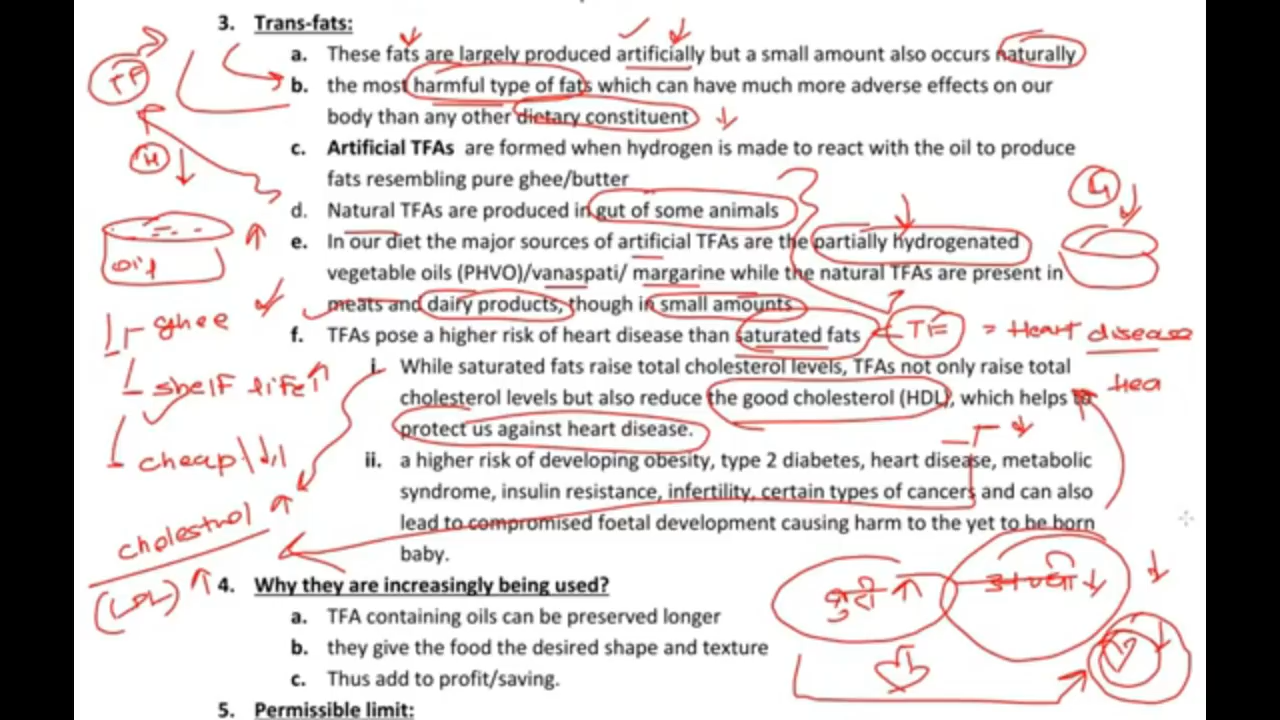 3. Trans-fats:
a. These fats are largely produced artificially but a small amount also occurs naturally
b. the most harmful type of fats which can have much more adverse effects on our
body than any other dietary constituent
c. Artificial TFAs are formed when hydrogen is made to react with the oil to produce
fats resembling pure ghee/butter
d. Natural TFAs are produced in gut of some animals
e. In our diet the major sources of artificial TFAs are the partially hydrogenated
vegetable oils (PHVO)/vanaspati/ margarine while the natural TFAs are present in
meats and dairy products, though in small amounts
f. TFAs pose a higher risk of heart disease than saturated fats
i. While saturated fats raise total cholesterol levels, TFAs not only raise total
cholesterol levels but also reduce the good cholesterol (HDL), which helps to
protect us against heart disease.
ii. a higher risk of developing obesity, type 2 diabetes, heart disease, metabolic
syndrome, insulin resistance, infertility, certain types of cancers and can also
lead to compromised foetal development causing harm to the yet to be born
baby.
4. Why they are increasingly being used?
a. TFA containing oils can be preserved longer
b. they give the food the desired shape and texture
c. Thus add to profit/saving.
5. Permissible limit:
TF
H
oil
ghee
shelf life
cheap
cholestrol
(LDL)
TF = Heart disease
Hea